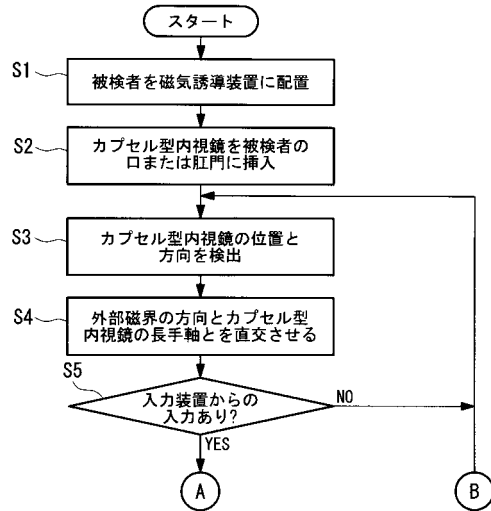 スタート
S1
被検者を磁気誘導装置に配置
S2
カプセル型内視鏡を被検者の
口または肛門に挿入
S3
カプセル型内視鏡の位置と
方向を検出
S4
外部磁界の方向とカプセル型
内視鏡の長手軸とを直交させる
S5
入力装置からの
入力あり?
NO
YES
A
B